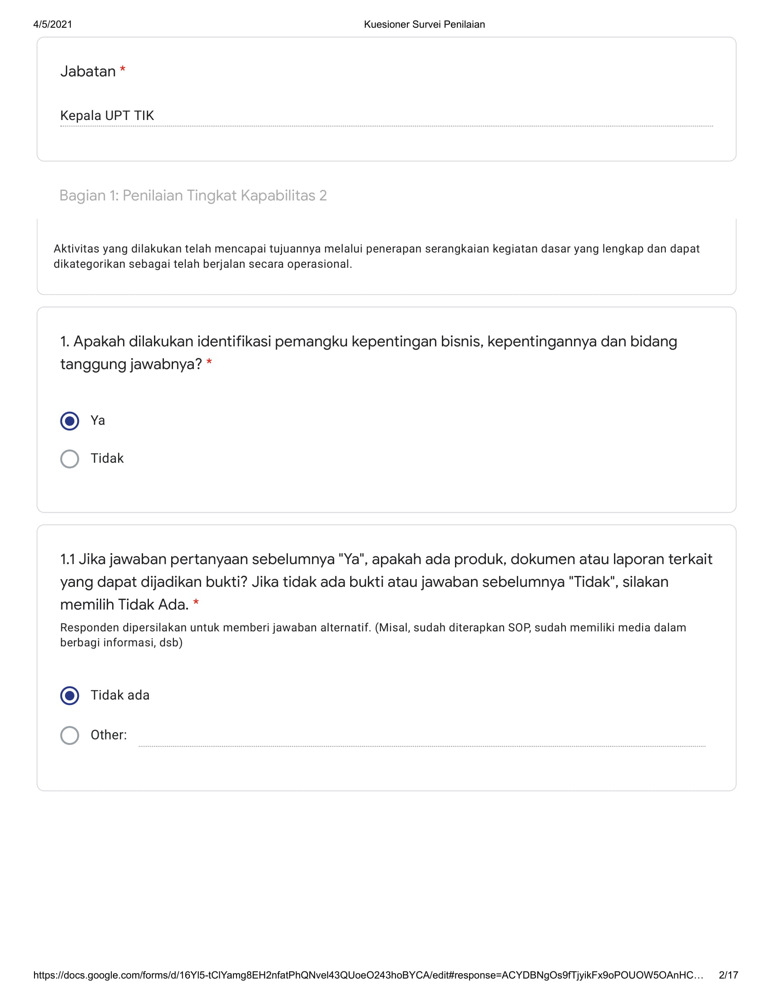 4/5/2021 Kuesioner Survei Penilaian
Jabatan *
Kepala UPT TIK
Bagian 1: Penilaian Tingkat Kapabilitas 2
Aktivitas yang dilakukan telah mencapai tujuannya melalui penerapan serangkaian kegiatan dasar yang lengkap dan dapat
dikategorikan sebagai telah berjalan secara operasional.
1. Apakah dilakukan identifikasi pemangku kepentingan bisnis, kepentingannya dan bidang
tanggung jawabnya? *
Ya
Tidak
1.1 Jika jawaban pertanyaan sebelumnya "Ya", apakah ada produk, dokumen atau laporan terkait
yang dapat dijadikan bukti? Jika tidak ada bukti atau jawaban sebelumnya "Tidak", silakan
memilih Tidak Ada. *
Responden dipersilakan untuk memberi jawaban alternatif. (Misal, sudah diterapkan SOP, sudah memiliki media dalam
berbagi informasi, dsb)
Tidak ada
Other:
https://docs.google.com/forms/d/16YI5-tClYamg8EH2nfatPhQNvel43QUoeO243hoBYCA/edit#response=ACYDBNgOs9fTjyikFx9oPOUOW5OAnHC… 2/17